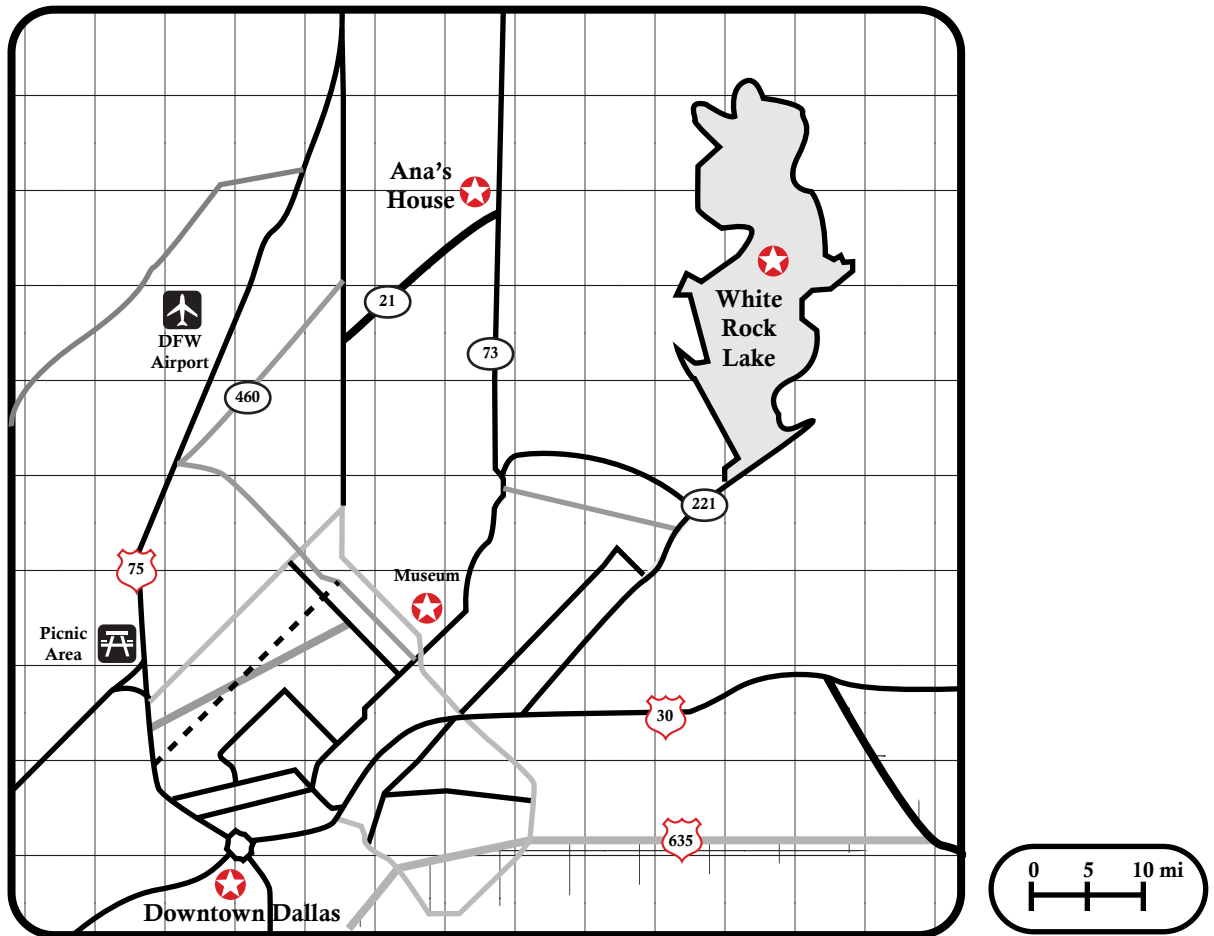 Ana's
House
21
White
Rock
Lake
DFW
Airport
73
460
221
75
Museum
Picnic
Area
30
635
0 5 10 mi
Downtown Dallas